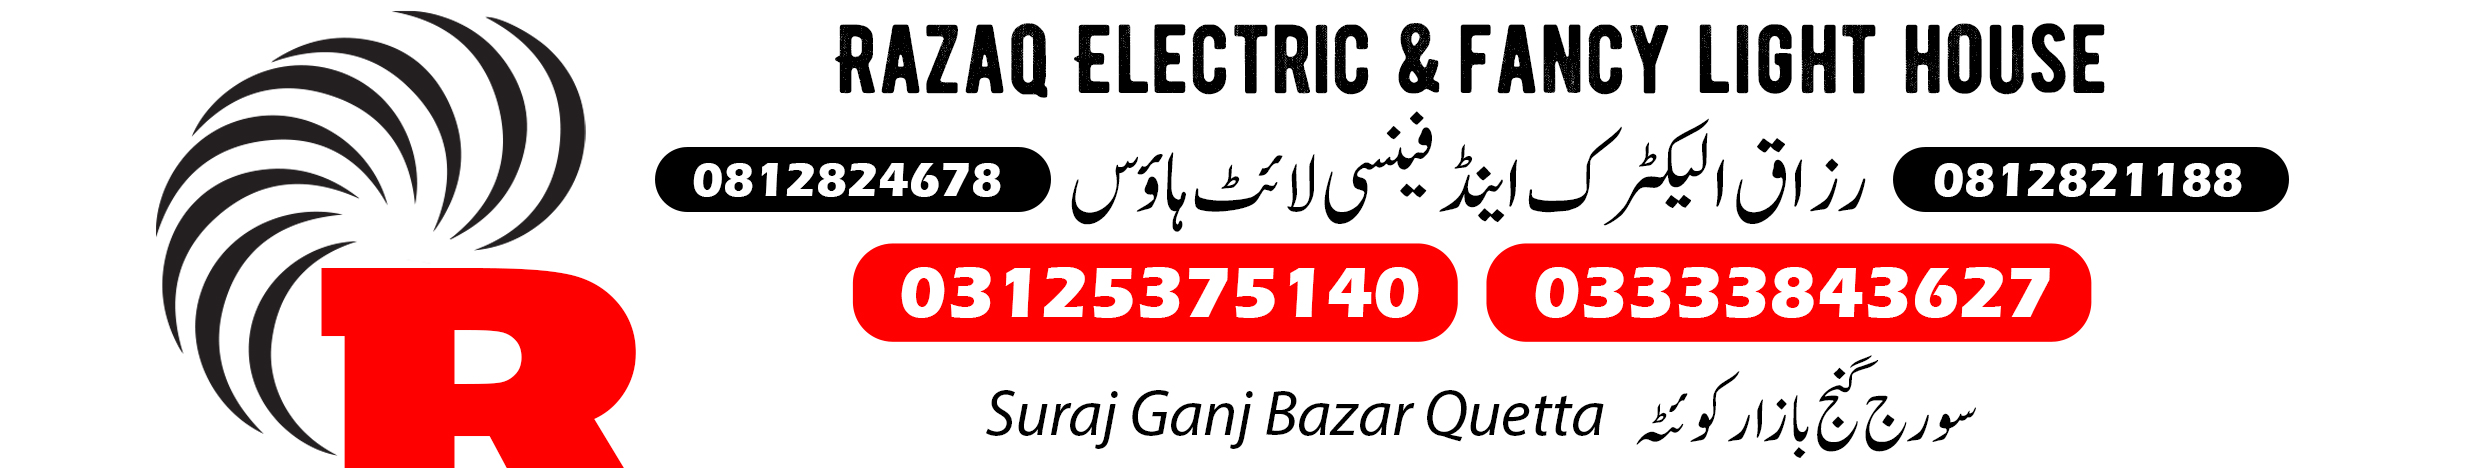 RAZAQ ELECTRIC & FANCY LIGHT HOUSE
0812824678 رزاق الیکٹرک اینڈ فینسی لائٹ ہاؤس 0812821188
03125375140 03333843627
Suraj Ganj Bazar Quetta سورج گنج بازار کوئٹہ
R